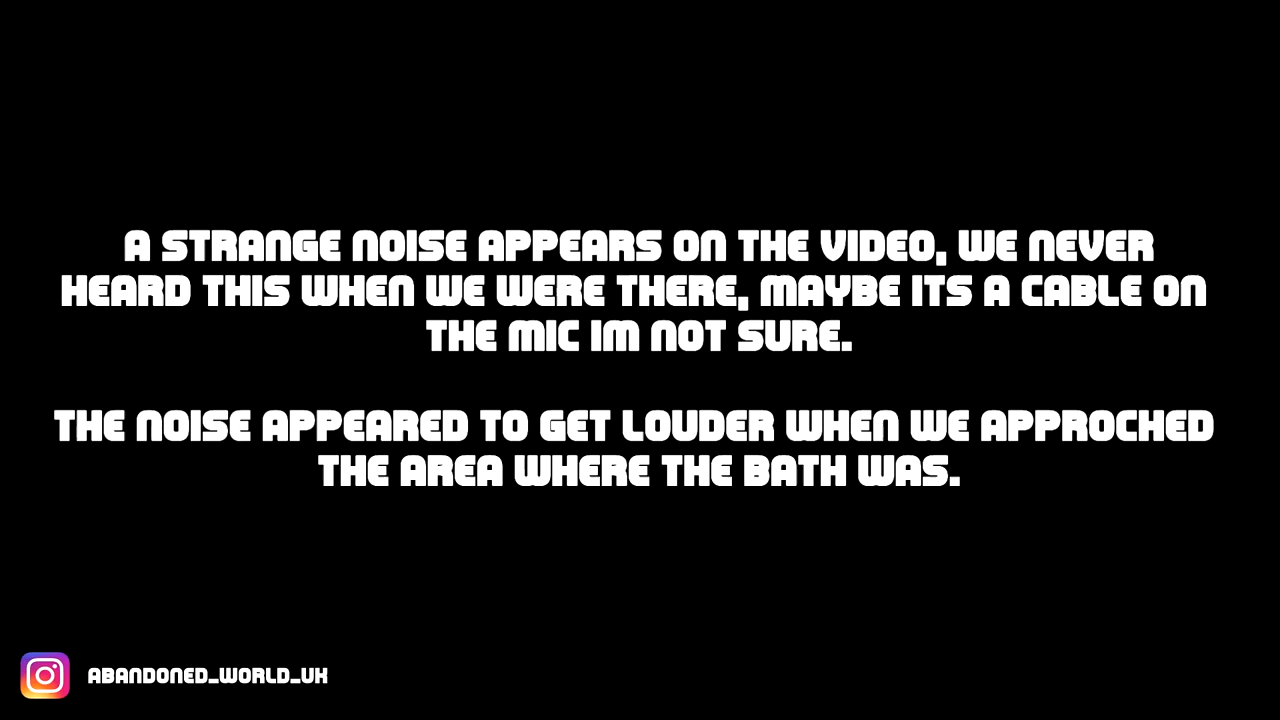 A STRANGE NOISE APPEARS ON THE VIDEO, WE NEVER
HEARD THIS WHEN WE WERE THERE, MAYBE ITS A CABLE ON
THE MIC IM NOT SURE.
THE NOISE APPEARED TO GET LOUDER WHEN WE APPROCHED
THE AREA WHERE THE BATH WAS.
ABANDONED_WORLD_UK